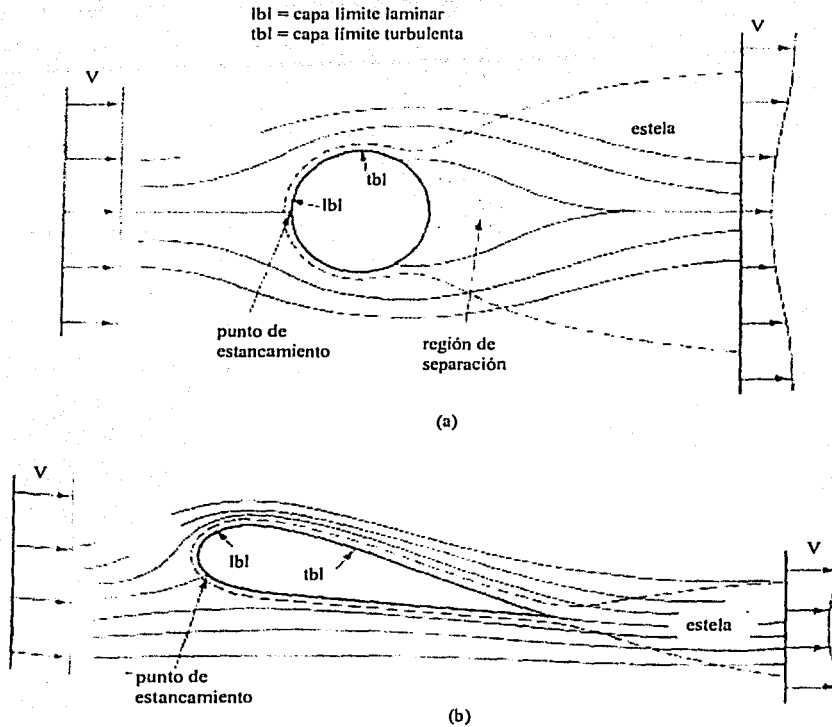 lbl = capa límite laminar
tbl = capa límite turbulenta
V
V
estela
tbl
lbl
punto de
estancamiento
región de
separación
(a)
V
V
lbl
tbl
estela
punto de
estancamiento
(b)